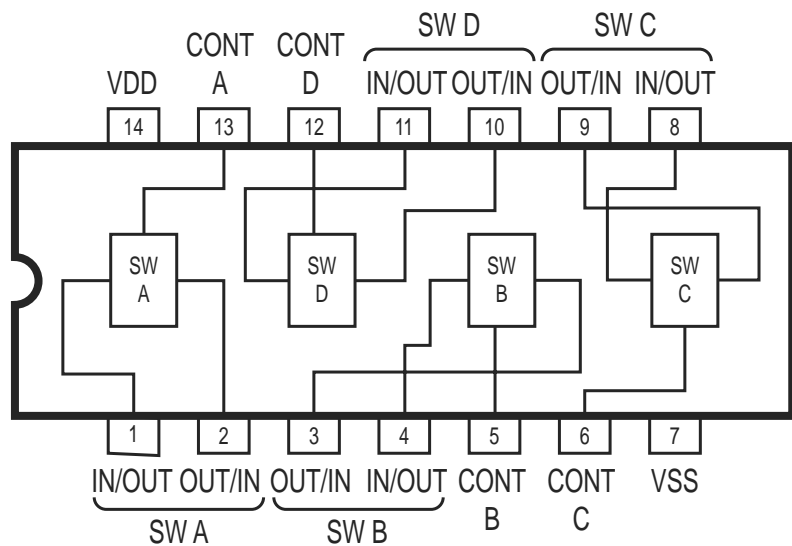 SW D
SW C
CONT
A
CONT
D
VDD
IN/OUT
OUT/IN
OUT/IN
IN/OUT
14
13
12
11
10
9
8
SW
A
SW
D
SW
B
SW
C
1
2
3
4
5
6
7
IN/OUT
OUT/IN
OUT/IN
IN/OUT
CONT
B
CONT
C
VSS
SW A
SW B